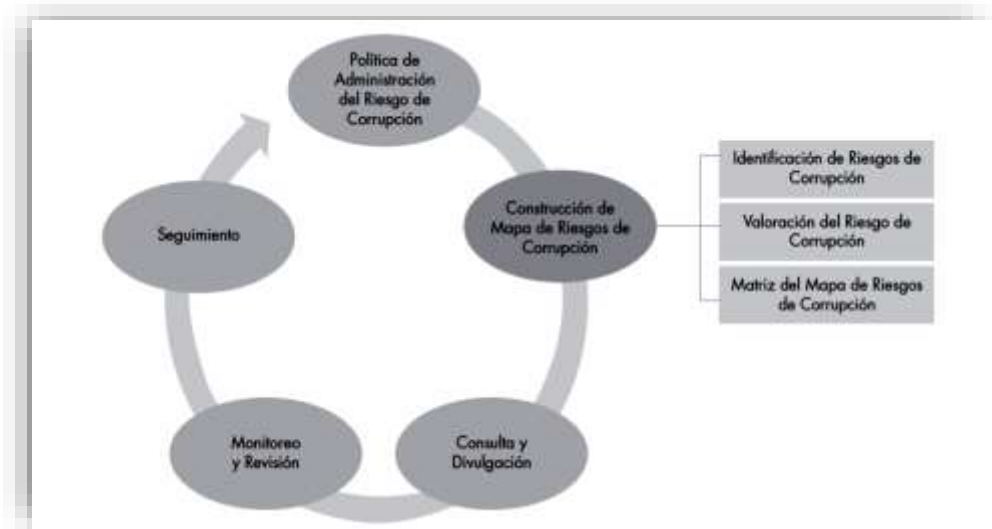 Política de
Administración
del Riesgo de
Corrupción
Construcción de
Mapa de Riesgos de
Corrupción
Identificación de Riesgos de
Corrupción
Valoración del Riesgo de
Corrupción
Matriz del Mapa de Riesgos
de Corrupción
Consulta y
Divulgación
Monitoreo
y Revisión
Seguimiento